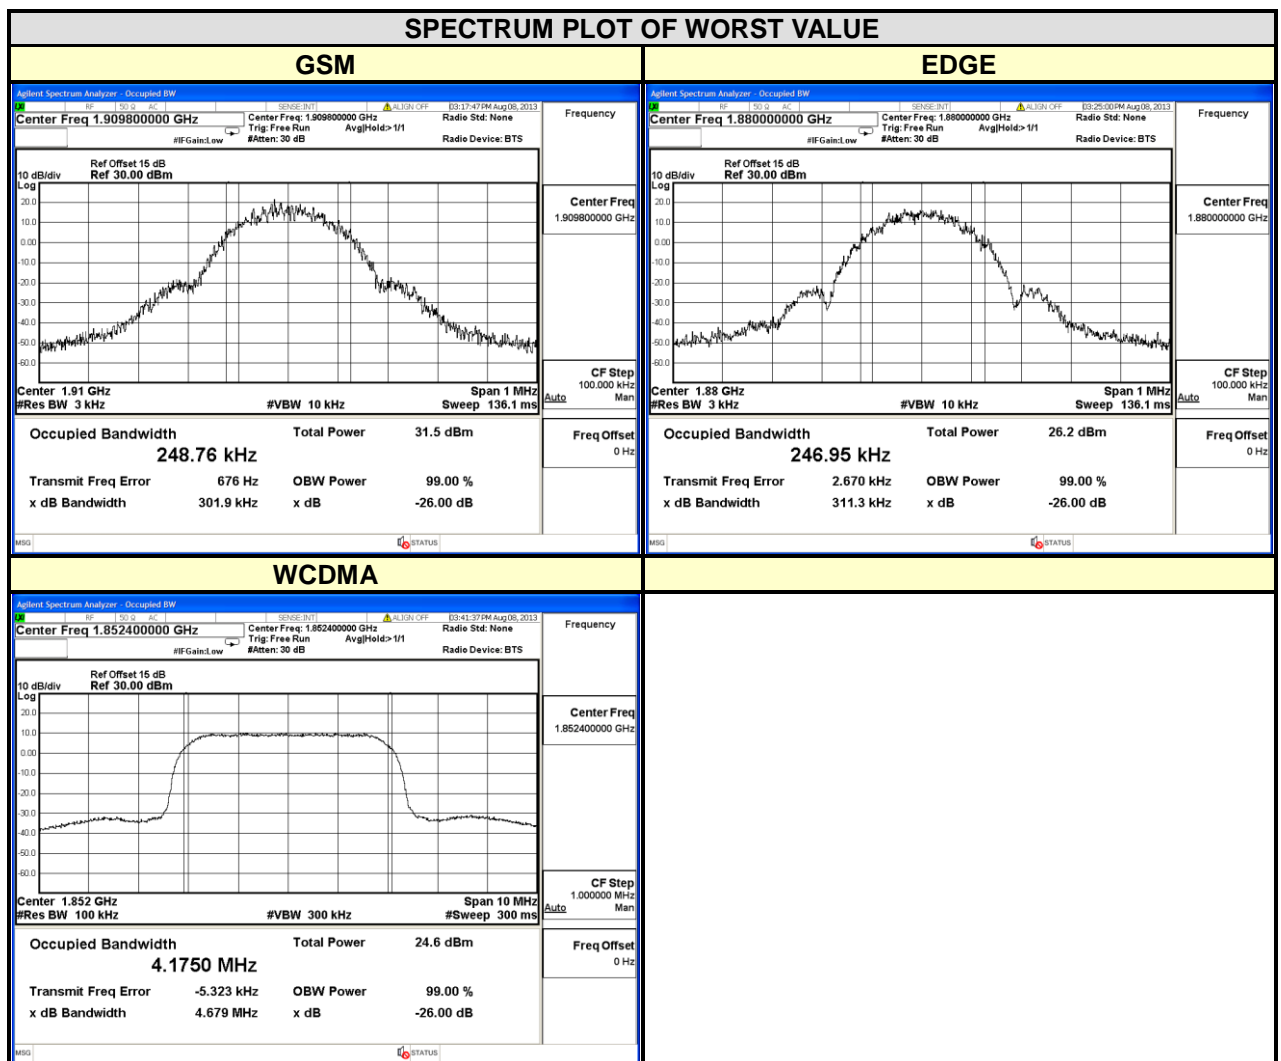 SPECTRUM PLOT OF WORST VALUE
GSM
Agilent Spectrum Analyzer - Occupied BW
RF 50 Ω AC SENSE:INT ALIGN OFF 03:17:47 PM Aug 08, 2013
Center Freq 1.909800000 GHz
Center Freq: 1.909800000 GHz
Radio Std: None
Trig: Free Run Avg|Hold:> 1/1
#IFGain:Low #Atten: 30 dB Radio Device: BTS
Ref Offset 15 dB
10 dB/div Ref 30.00 dBm
Log
20.0
10.0
0.00
-10.0
-20.0
-30.0
-40.0
-50.0
-60.0
Center 1.91 GHz Span 1 MHz
#Res BW 3 kHz #VBW 10 kHz Sweep 136.1 ms
Occupied Bandwidth Total Power 31.5 dBm
248.76 kHz
Transmit Freq Error 676 Hz OBW Power 99.00 %
x dB Bandwidth 301.9 kHz x dB -26.00 dB
MSG STATUS
Frequency
Center Freq
1.909800000 GHz
CF Step
100.000 kHz
Auto Man
Freq Offset
0 Hz
EDGE
Agilent Spectrum Analyzer - Occupied BW
RF 50 Ω AC SENSE:INT ALIGN OFF 03:25:00 PM Aug 08, 2013
Center Freq 1.880000000 GHz
Center Freq: 1.880000000 GHz
Radio Std: None
Trig: Free Run Avg|Hold:> 1/1
#IFGain:Low #Atten: 30 dB Radio Device: BTS
Ref Offset 15 dB
10 dB/div Ref 30.00 dBm
Log
20.0
10.0
0.00
-10.0
-20.0
-30.0
-40.0
-50.0
-60.0
Center 1.88 GHz Span 1 MHz
#Res BW 3 kHz #VBW 10 kHz Sweep 136.1 ms
Occupied Bandwidth Total Power 26.2 dBm
246.95 kHz
Transmit Freq Error 2.670 kHz OBW Power 99.00 %
x dB Bandwidth 311.3 kHz x dB -26.00 dB
MSG STATUS
Frequency
Center Freq
1.880000000 GHz
CF Step
100.000 kHz
Auto Man
Freq Offset
0 Hz
WCDMA
Agilent Spectrum Analyzer - Occupied BW
RF 50 Ω AC SENSE:INT ALIGN OFF 03:41:37 PM Aug 08, 2013
Center Freq 1.852400000 GHz
Center Freq: 1.852400000 GHz
Radio Std: None
Trig: Free Run Avg|Hold:> 1/1
#IFGain:Low #Atten: 30 dB Radio Device: BTS
Ref Offset 15 dB
10 dB/div Ref 30.00 dBm
Log
20.0
10.0
0.00
-10.0
-20.0
-30.0
-40.0
-50.0
-60.0
Center 1.852 GHz Span 10 MHz
#Res BW 100 kHz #VBW 300 kHz #Sweep 300 ms
Occupied Bandwidth Total Power 24.6 dBm
4.1750 MHz
Transmit Freq Error -5.323 kHz OBW Power 99.00 %
x dB Bandwidth 4.679 MHz x dB -26.00 dB
MSG STATUS
Frequency
Center Freq
1.852400000 GHz
CF Step
1.000000 MHz
Auto Man
Freq Offset
0 Hz